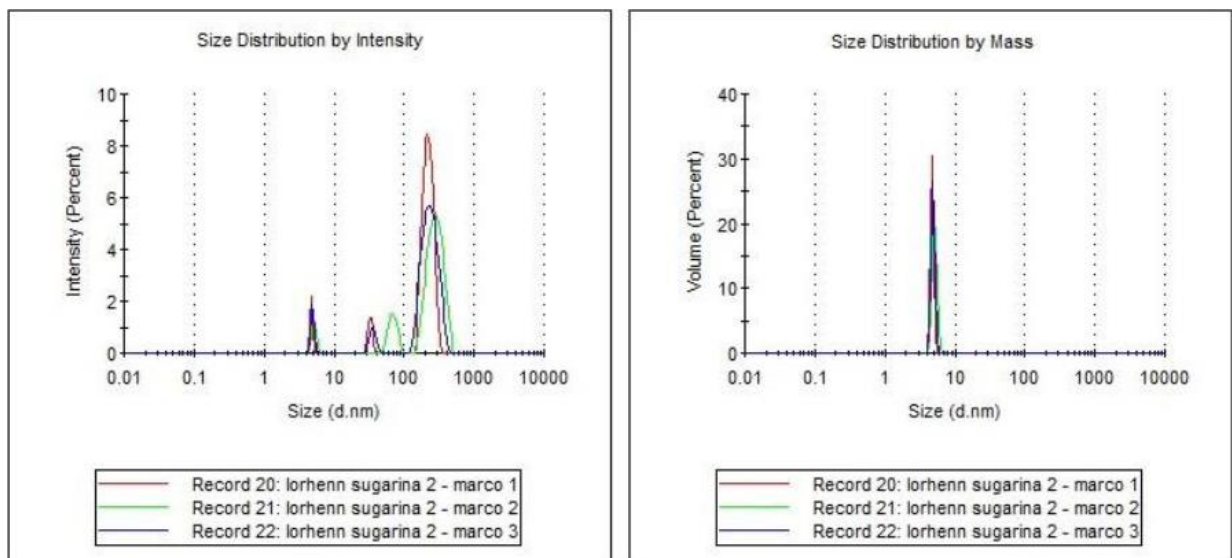 Size Distribution by Intensity
10
8
6
4
2
0
Intensity (Percent)
0.01 0.1 1 10 100 1000 10000
Size (d.nm)
Record 20: lorhenn sugarina 2 - marco 1
Record 21: lorhenn sugarina 2 - marco 2
Record 22: lorhenn sugarina 2 - marco 3
Size Distribution by Mass
40
30
20
10
0
Volume (Percent)
0.01 0.1 1 10 100 1000 10000
Size (d.nm)
Record 20: lorhenn sugarina 2 - marco 1
Record 21: lorhenn sugarina 2 - marco 2
Record 22: lorhenn sugarina 2 - marco 3